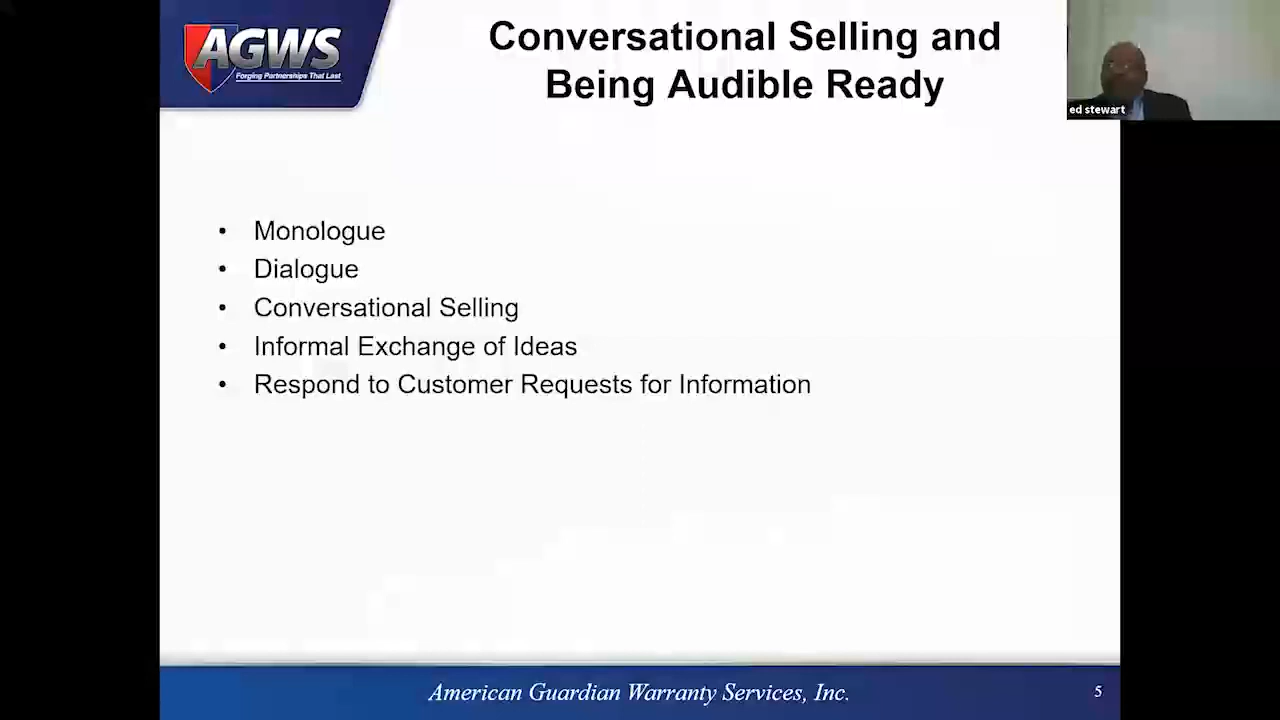 AGWS
Forging Partnerships That Last
Conversational Selling and
Being Audible Ready
ed stewart
• Monologue
• Dialogue
• Conversational Selling
• Informal Exchange of Ideas
• Respond to Customer Requests for Information
American Guardian Warranty Services, Inc.
5